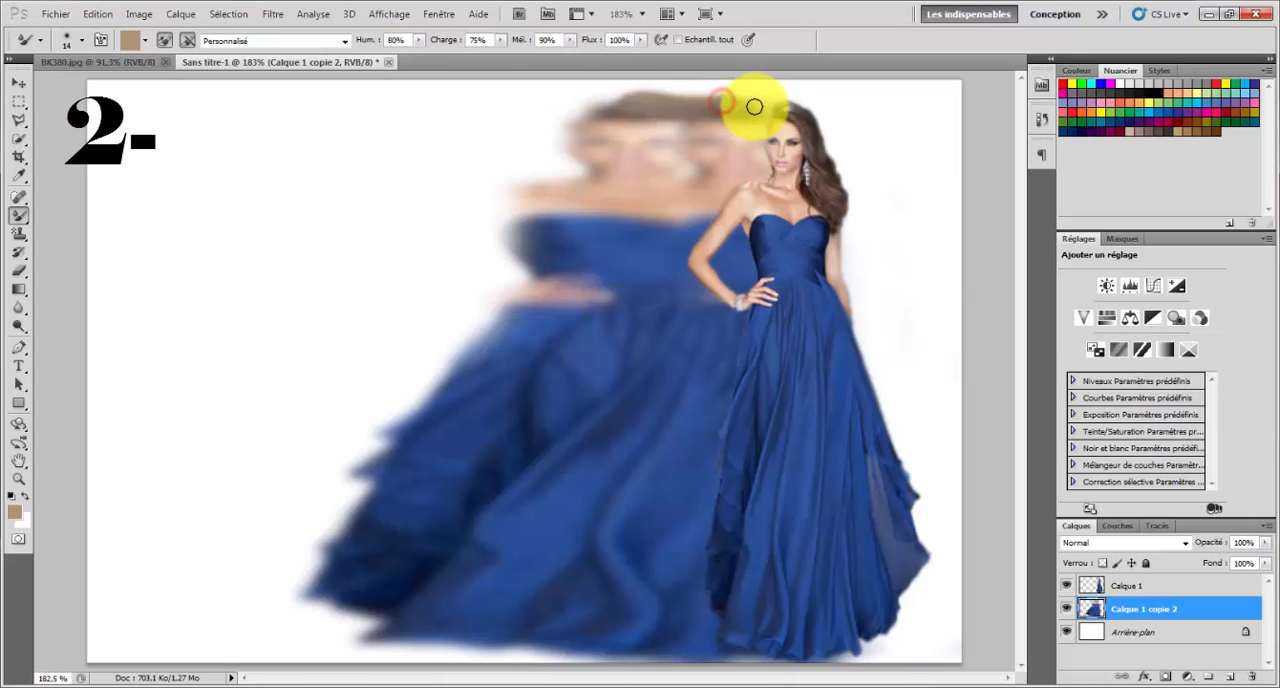 Ps Fichier Edition Image Calque Sélection Filtre Analyse 3D Affichage Fenêtre Aide Br Mb 183% Les indispensables Conception CS Live
14 Personnalisé Hum. : 80% Charge : 75% Mél. : 90% Flux : 100% Echantill. tout
BK380.jpg @ 91.3% (RVB/8) Sans titre-1 @ 183% (Calque 1 copie 2, RVB/8) *
2-
Couleur Nuancier Styles
Mb
Réglages Masques
Ajouter un réglage
Niveaux Paramètres prédéfinis
Courbes Paramètres prédéfinis
Exposition Paramètres prédéfinis
Teinte/Saturation Paramètres pr...
Noir et blanc Paramètres prédéfi...
Mélangeur de couches Paramètr...
Correction sélective Paramètres ...
Calques Couches Tracés
Normal Opacité : 100%
Verrou : Fond : 100%
Calque 1
Calque 1 copie 2
Arrière-plan
182.5 % Doc : 703.1 Ko/1.27 Mo